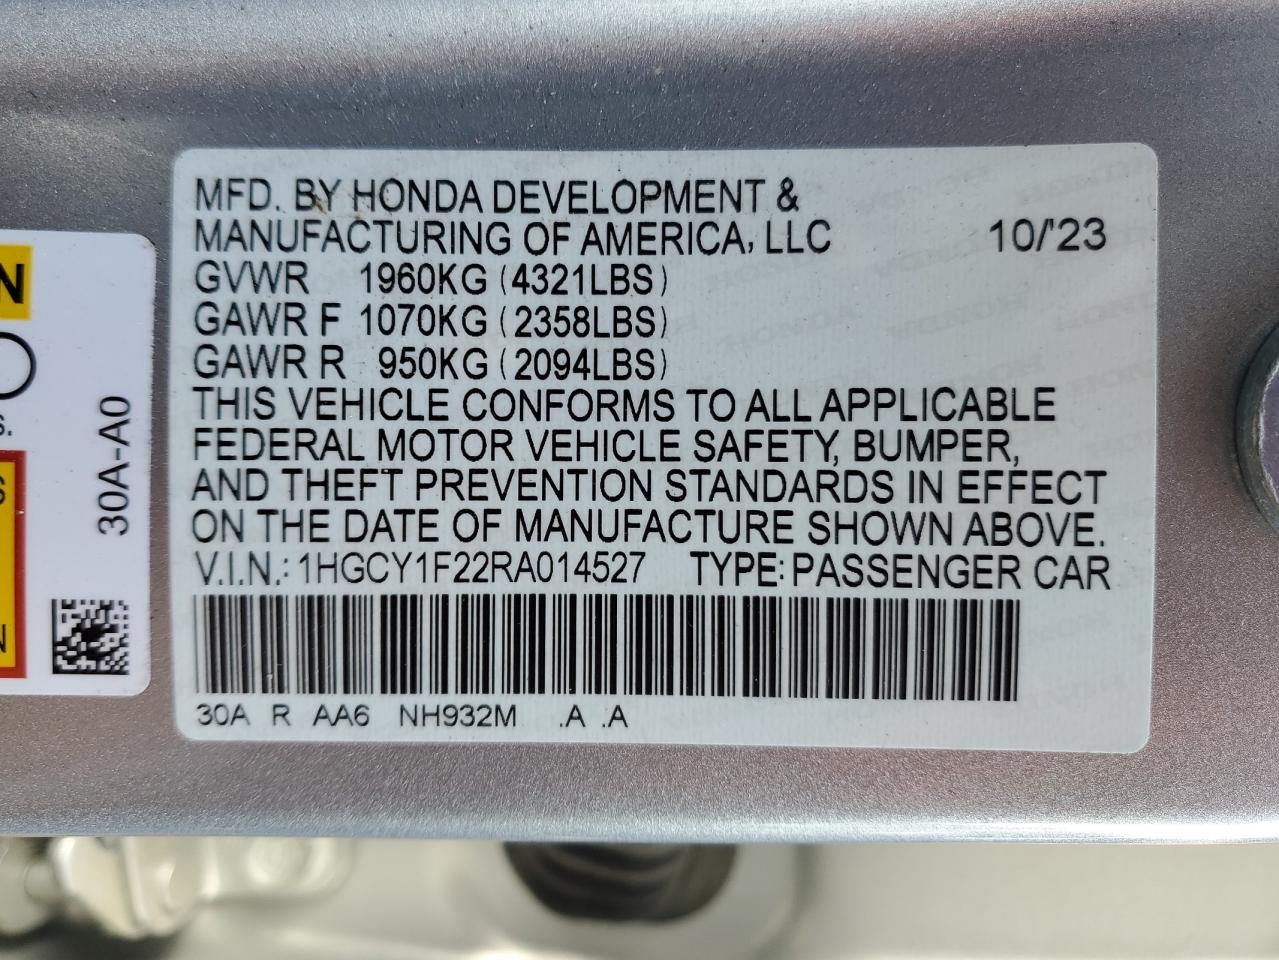 MFD. BY HONDA DEVELOPMENT &
MANUFACTURING OF AMERICA, LLC 10/'23
GVWR 1960KG (4321LBS)
GAWR F 1070KG (2358LBS)
GAWR R 950KG (2094LBS)
THIS VEHICLE CONFORMS TO ALL APPLICABLE
FEDERAL MOTOR VEHICLE SAFETY, BUMPER,
AND THEFT PREVENTION STANDARDS IN EFFECT
ON THE DATE OF MANUFACTURE SHOWN ABOVE.
V.I.N.: 1HGCY1F22RA014527 TYPE: PASSENGER CAR
30A R AA6 NH932M .A .A
30A-A0